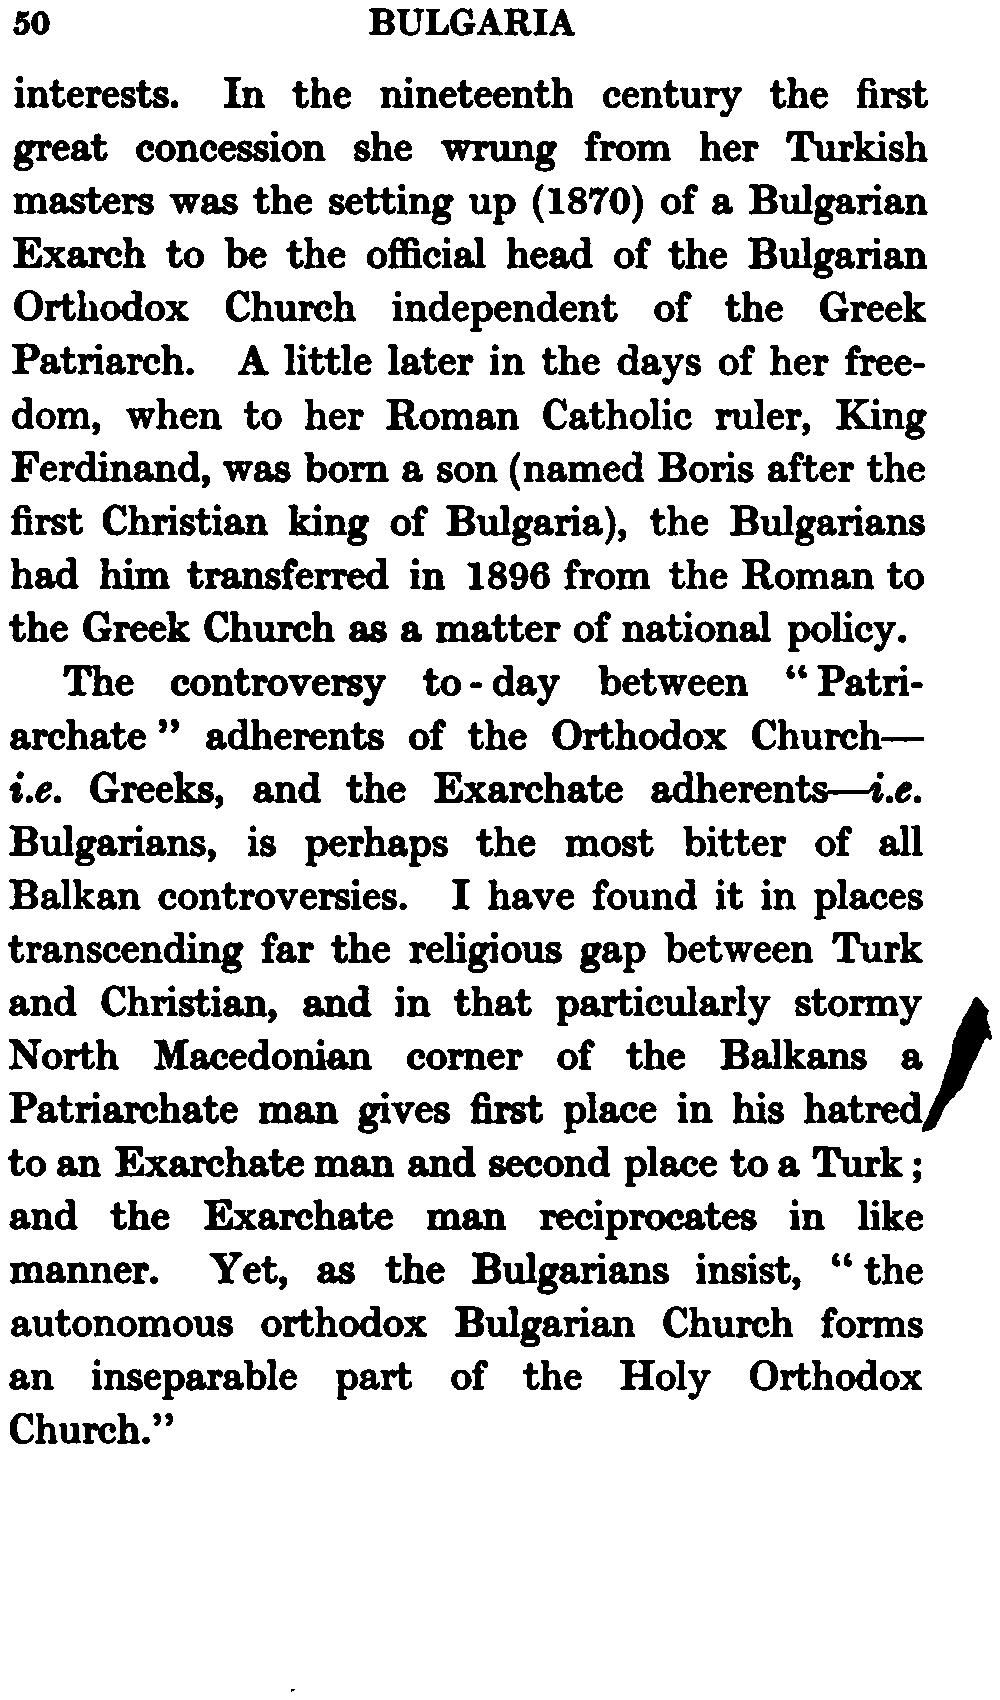 50 BULGARIA
interests. In the nineteenth century the first
great concession she wrung from her Turkish
masters was the setting up (1870) of a Bulgarian
Exarch to be the official head of the Bulgarian
Orthodox Church independent of the Greek
Patriarch. A little later in the days of her free-
dom, when to her Roman Catholic ruler, King
Ferdinand, was born a son (named Boris after the
first Christian king of Bulgaria), the Bulgarians
had him transferred in 1896 from the Roman to
the Greek Church as a matter of national policy.
The controversy to-day between “Patri-
archate” adherents of the Orthodox Church—
i.e. Greeks, and the Exarchate adherents—i.e.
Bulgarians, is perhaps the most bitter of all
Balkan controversies. I have found it in places
transcending far the religious gap between Turk
and Christian, and in that particularly stormy
North Macedonian corner of the Balkans a
Patriarchate man gives first place in his hatred
to an Exarchate man and second place to a Turk;
and the Exarchate man reciprocates in like
manner. Yet, as the Bulgarians insist, “the
autonomous orthodox Bulgarian Church forms
an inseparable part of the Holy Orthodox
Church.”